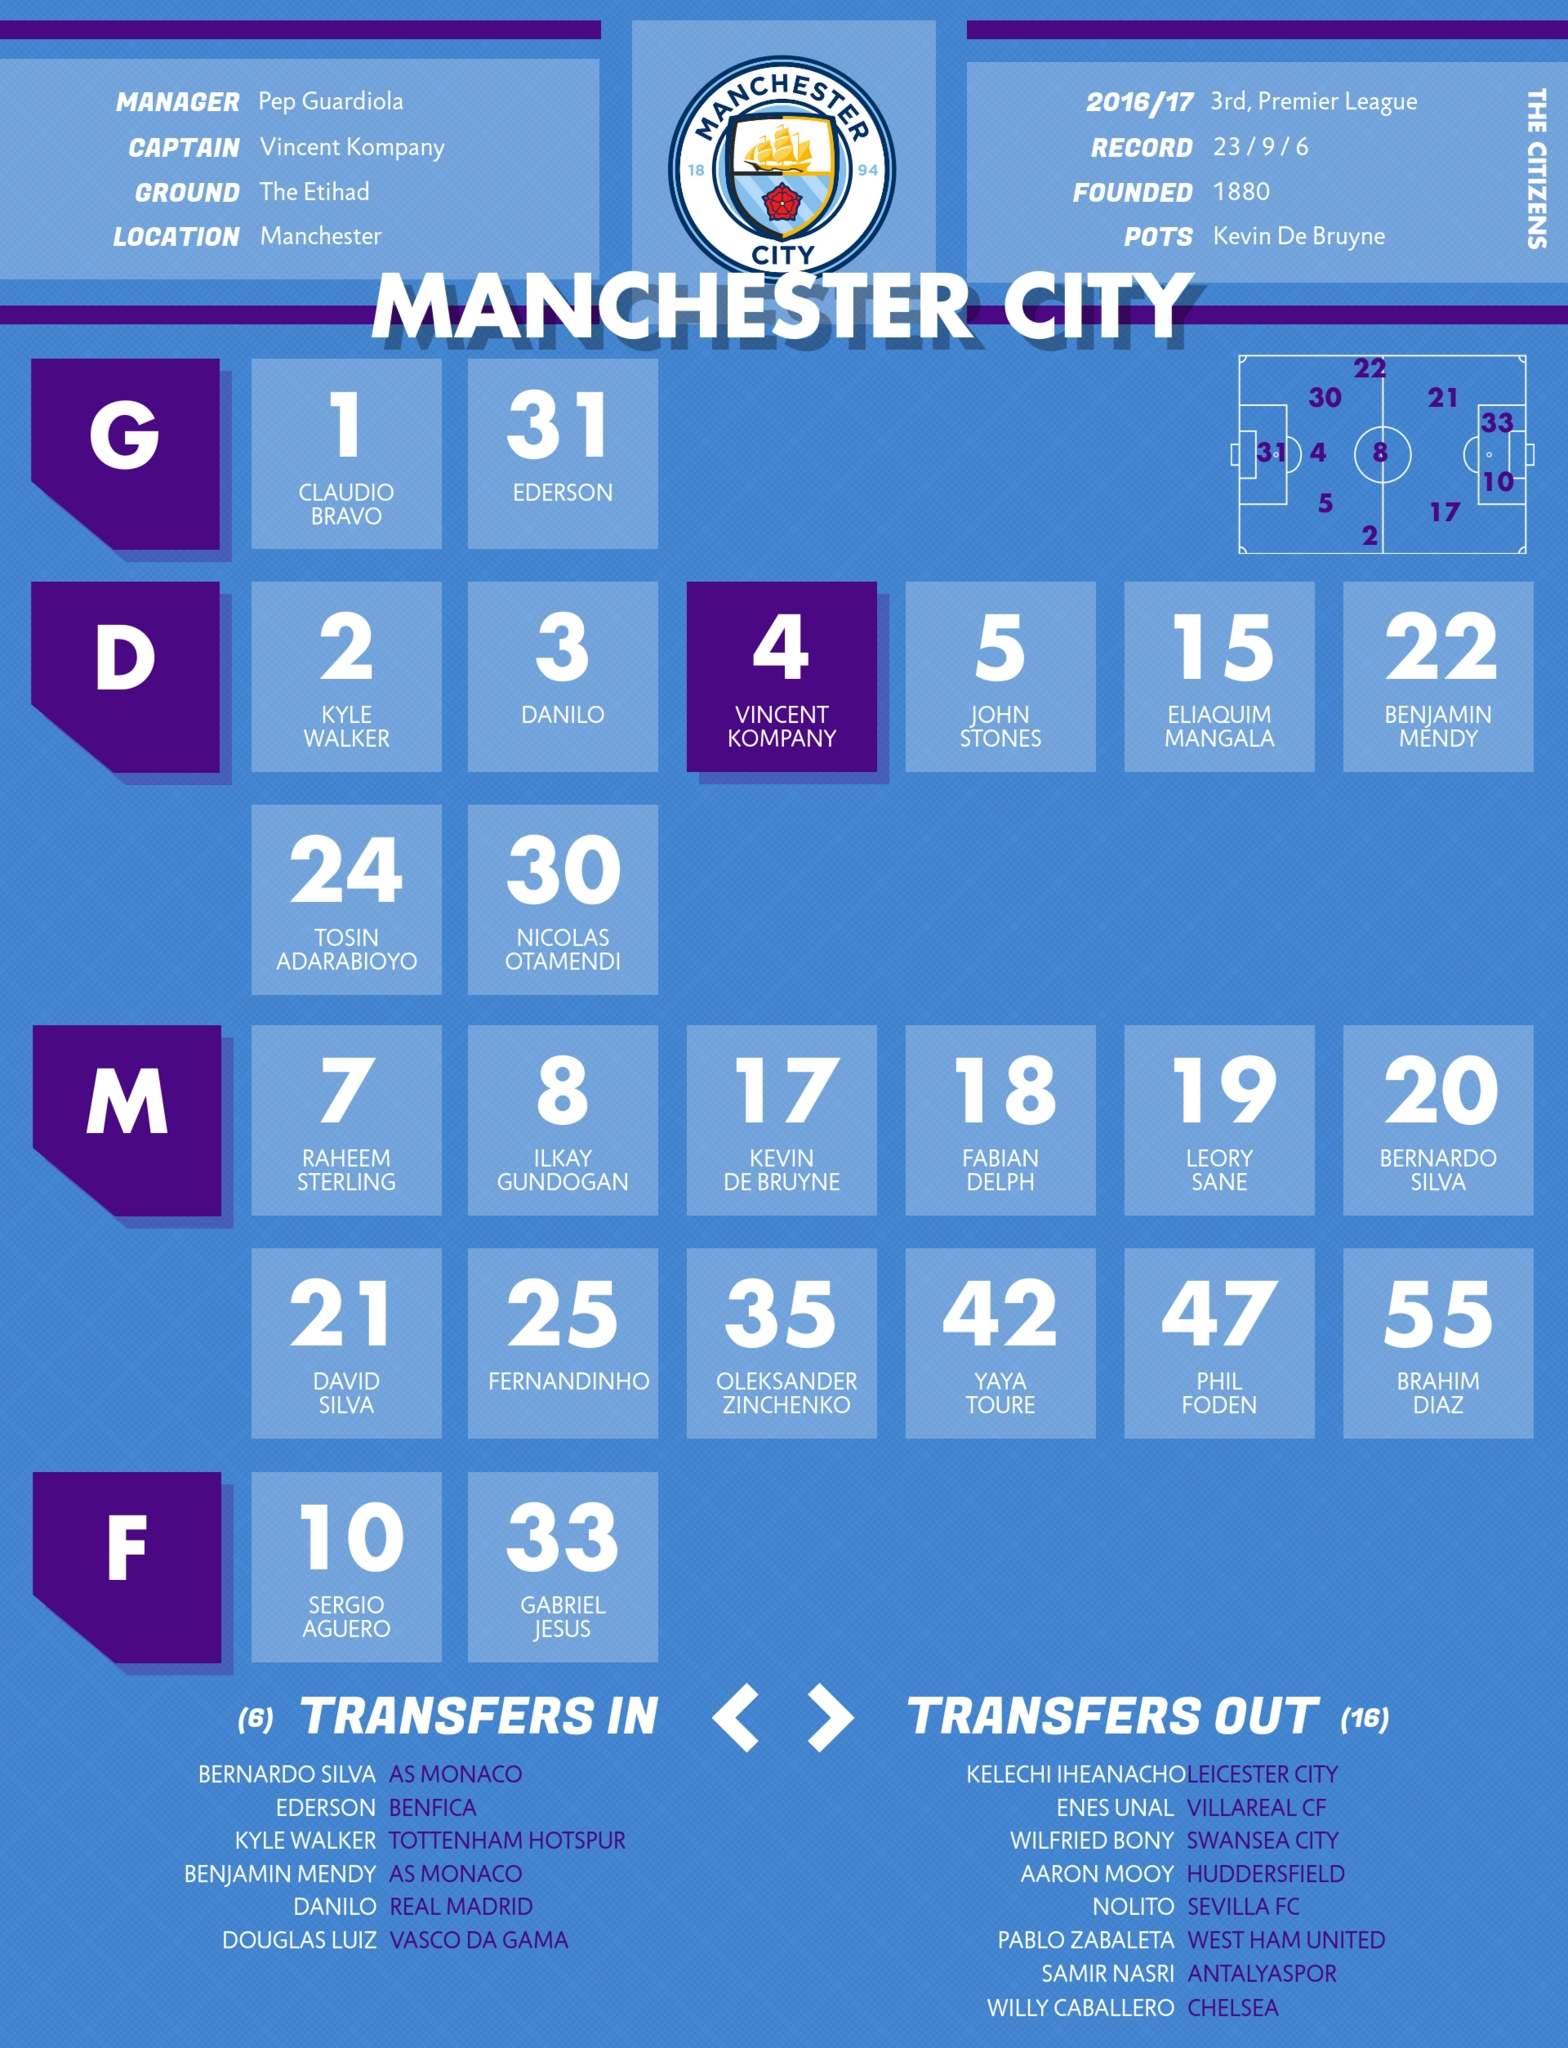 MANAGER Pep Guardiola
CAPTAIN Vincent Kompany
GROUND The Etihad
LOCATION Manchester
MANCHESTER
18 94
CITY
2016/17 3rd, Premier League
RECORD 23 / 9 / 6
FOUNDED 1880
POTS Kevin De Bruyne
THE CITIZENS
MANCHESTER CITY
G
1
CLAUDIO
BRAVO
31
EDERSON
22
30 21
33
31 4 8
10
5 17
2
D
2
KYLE
WALKER
3
DANILO
4
VINCENT
KOMPANY
5
JOHN
STONES
15
ELIAQUIM
MANGALA
22
BENJAMIN
MENDY
24
TOSIN
ADARABIOYO
30
NICOLAS
OTAMENDI
M
7
RAHEEM
STERLING
8
ILKAY
GUNDOGAN
17
KEVIN
DE BRUYNE
18
FABIAN
DELPH
19
LEORY
SANE
20
BERNARDO
SILVA
21
DAVID
SILVA
25
FERNANDINHO
35
OLEKSANDER
ZINCHENKO
42
YAYA
TOURE
47
PHIL
FODEN
55
BRAHIM
DIAZ
F
10
SERGIO
AGUERO
33
GABRIEL
JESUS
(6) TRANSFERS IN
BERNARDO SILVA AS MONACO
EDERSON BENFICA
KYLE WALKER TOTTENHAM HOTSPUR
BENJAMIN MENDY AS MONACO
DANILO REAL MADRID
DOUGLAS LUIZ VASCO DA GAMA
TRANSFERS OUT (16)
KELECHI IHEANACHO LEICESTER CITY
ENES UNAL VILLAREAL CF
WILFRIED BONY SWANSEA CITY
AARON MOOY HUDDERSFIELD
NOLITO SEVILLA FC
PABLO ZABALETA WEST HAM UNITED
SAMIR NASRI ANTALYASPOR
WILLY CABALLERO CHELSEA